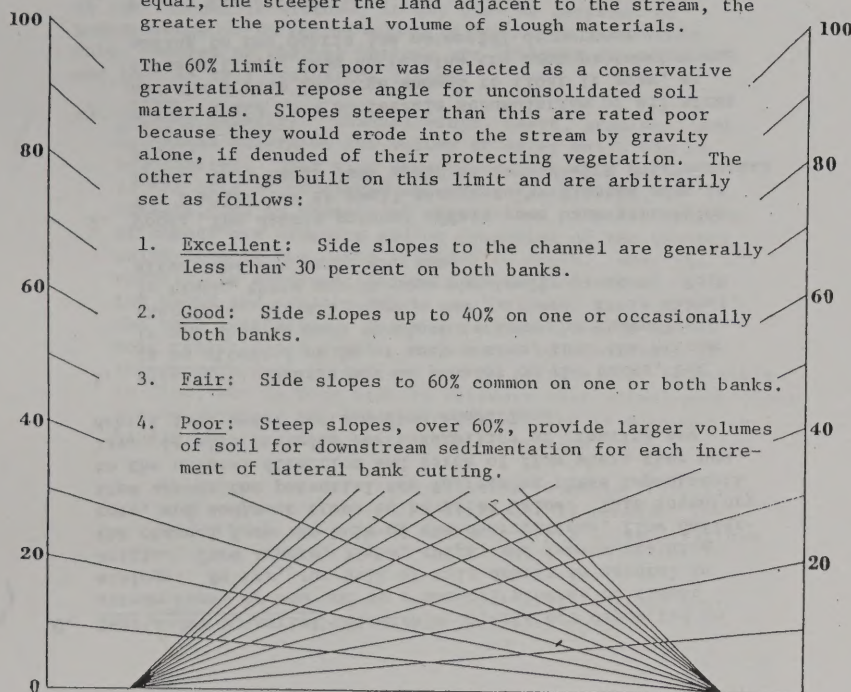 equal, the steeper the land adjacent to the stream, the
greater the potential volume of slough materials.
The 60% limit for poor was selected as a conservative
gravitational repose angle for unconsolidated soil
materials. Slopes steeper than this are rated poor
because they would erode into the stream by gravity
alone, if denuded of their protecting vegetation. The
other ratings built on this limit and are arbitrarily
set as follows:
1. Excellent: Side slopes to the channel are generally
less than 30 percent on both banks.
2. Good: Side slopes up to 40% on one or occasionally
both banks.
3. Fair: Side slopes to 60% common on one or both banks.
4. Poor: Steep slopes, over 60%, provide larger volumes
of soil for downstream sedimentation for each incre-
ment of lateral bank cutting.
100
80
60
40
20
0
100
80
60
40
20